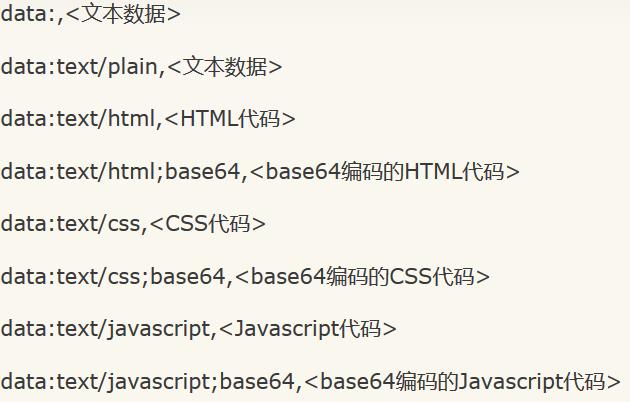 data:,<文本数据>
data:text/plain,<文本数据>
data:text/html,<HTML代码>
data:text/html;base64,<base64编码的HTML代码>
data:text/css,<CSS代码>
data:text/css;base64,<base64编码的CSS代码>
data:text/javascript,<Javascript代码>
data:text/javascript;base64,<base64编码的Javascript代码>